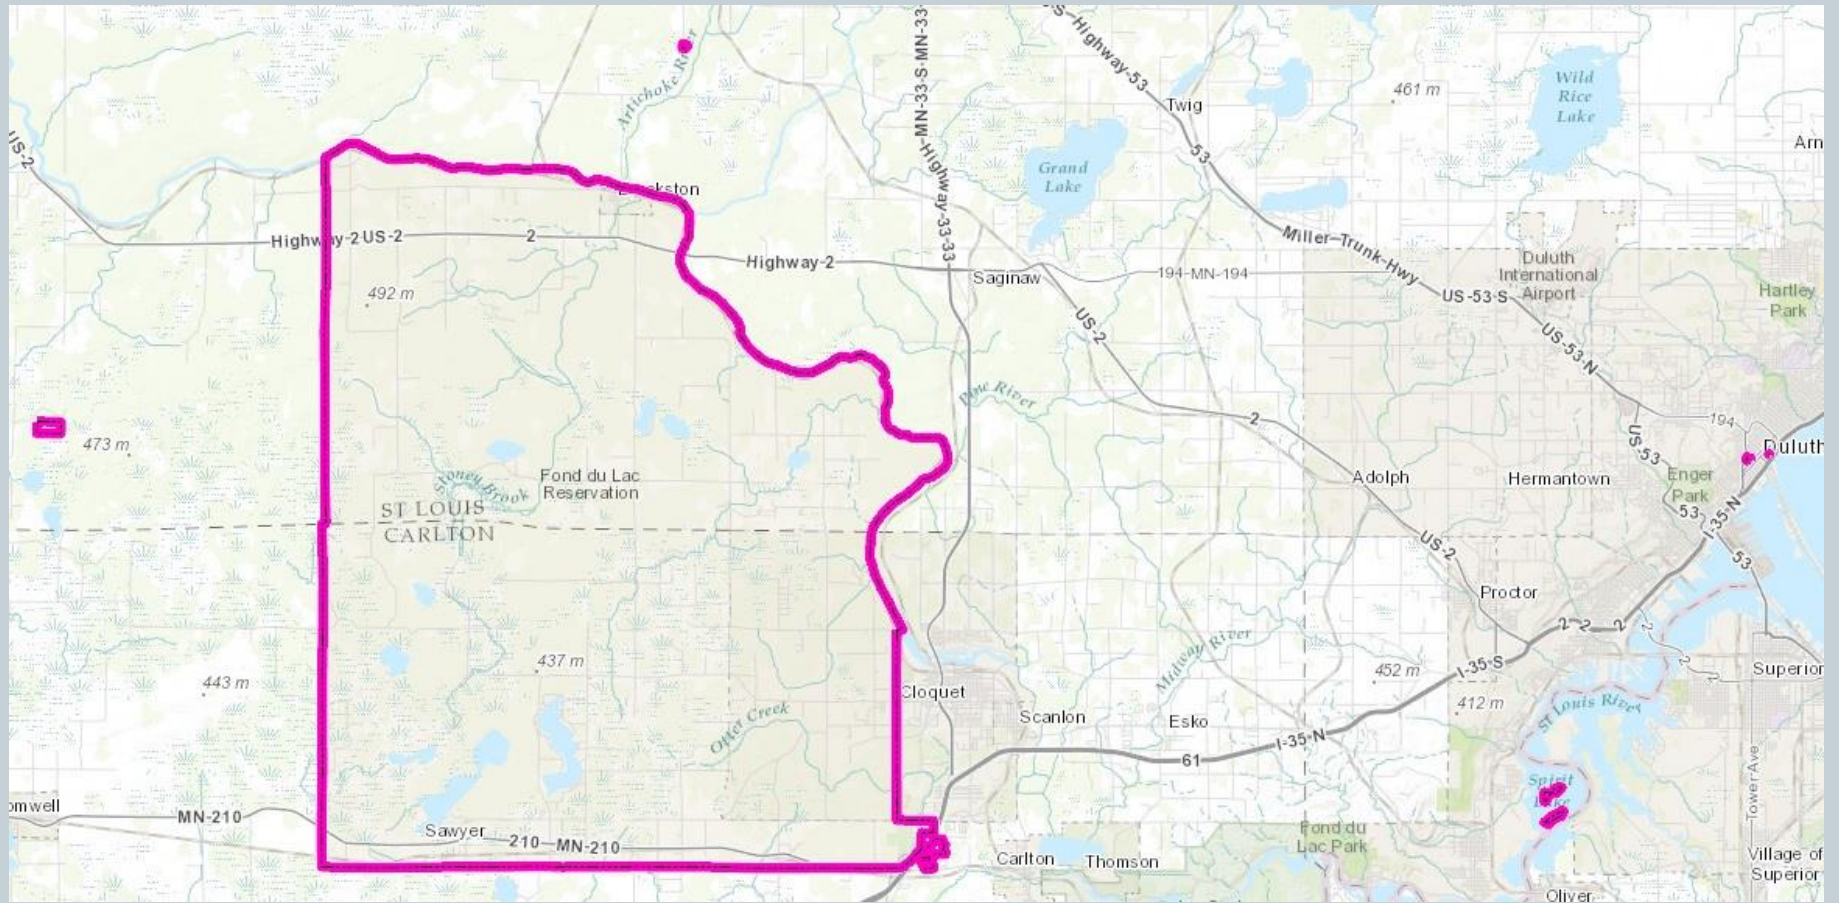 US-Highway-53
MN-33-S-MN-33
461 m
Wild
Rice
Lake
Twig
Artichoke River
US-2
53
Arn
Grand
Lake
Highway-33-33
Highway-2
US-2
2
Highway-2
Saginaw
194-MN-194
Miller-Trunk-Hwy
Duluth
International
Airport
US-53-S
Hartley
Park
492 m
US-2
US-53-N
Pine River
2
194
Duluth
473 m
US-53
Stoney Brook
Fond du Lac
Reservation
Adolph
Hermantown
Enger
Park
53
I-35-N
ST LOUIS
CARLTON
US-2
53
Proctor
2
2
2
2
2
Midway River
437 m
443 m
452 m
I-35-S
Superior
Cloquet
412 m
St Louis River
Otter Creek
Scanlon
Esko
I-35-N
61
Tower Ave
Spirit
Lake
omwell
MN-210
Sawyer
210
MN-210
Fond du
Lac Park
Carlton
Thomson
Village of
Superior
Oliver